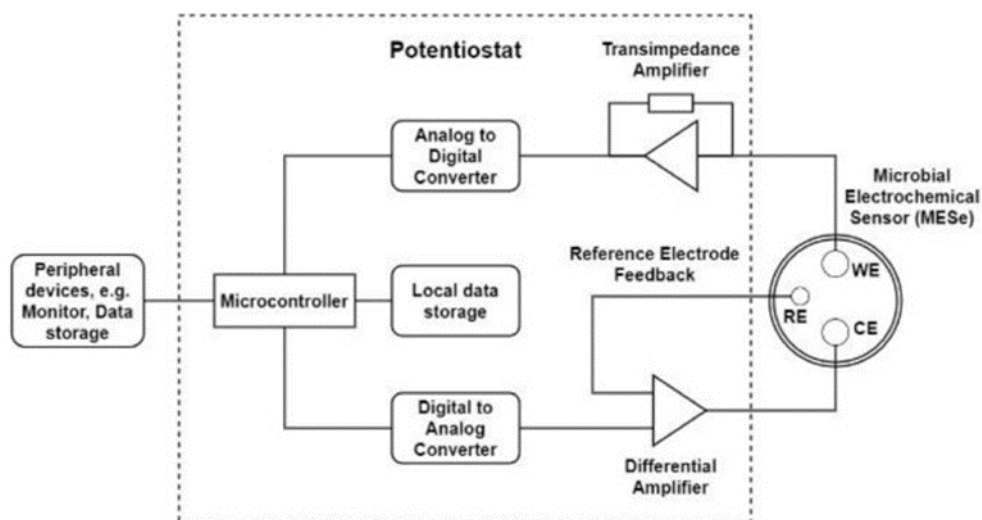 Potentiostat
Transimpedance
Amplifier
Analog to
Digital
Converter
Microbial
Electrochemical
Sensor (MESe)
Reference Electrode
Feedback
WE
RE
CE
Peripheral
devices, e.g.
Monitor, Data
storage
Microcontroller
Local data
storage
Digital to
Analog
Converter
Differential
Amplifier